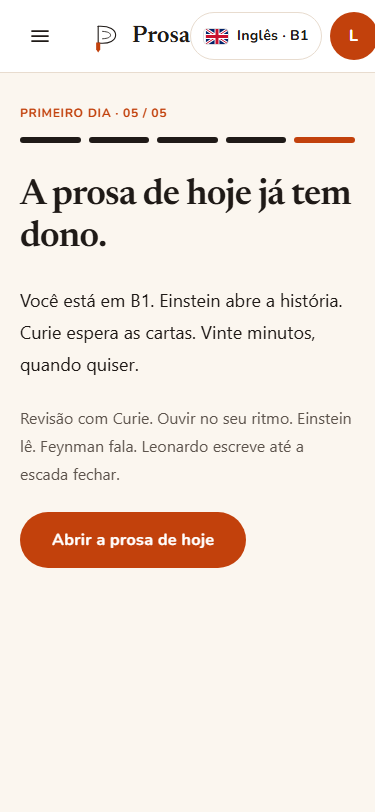 Prosa
Inglês · B1
L
PRIMEIRO DIA · 05 / 05
A prosa de hoje já tem
dono.
Você está em B1. Einstein abre a história.
Curie espera as cartas. Vinte minutos,
quando quiser.
Revisão com Curie. Ouvir no seu ritmo. Einstein
lê. Feynman fala. Leonardo escreve até a
escada fechar.
Abrir a prosa de hoje